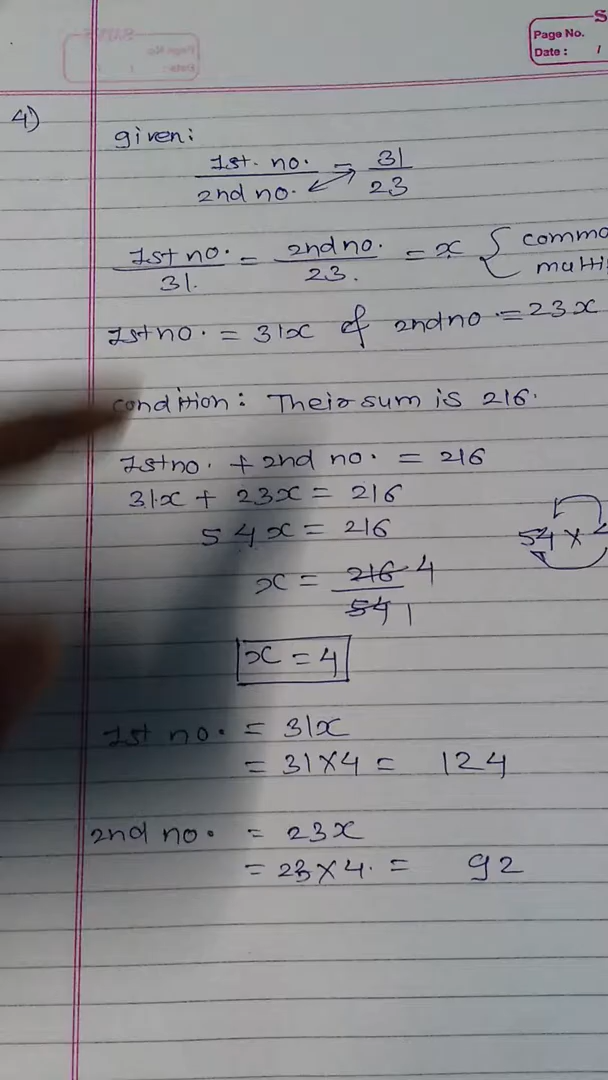 S
Page No.
Date : /
4)
given:
1st. no. / 2nd no. = 31 / 23
1st no. / 31. = 2nd no. / 23. = x {
1st no. = 31x & 2nd no. = 23x
condition: Their sum is 216.
1st no. + 2nd no. = 216
31x + 23x = 216
54x = 216
54 ×
x = 216 4 / 54 1
x = 4
1st no. = 31x
= 31×4 = 124
2nd no. = 23x
= 23×4. = 92